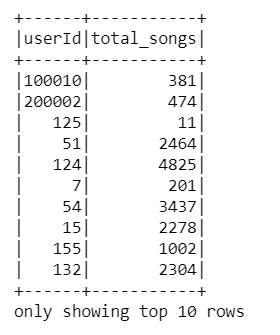 +------+-----------+
|userId|total_songs|
+------+-----------+
|100010|        381|
|200002|        474|
|   125|         11|
|    51|       2464|
|   124|       4825|
|     7|        201|
|    54|       3437|
|    15|       2278|
|   155|       1002|
|   132|       2304|
+------+-----------+
only showing top 10 rows